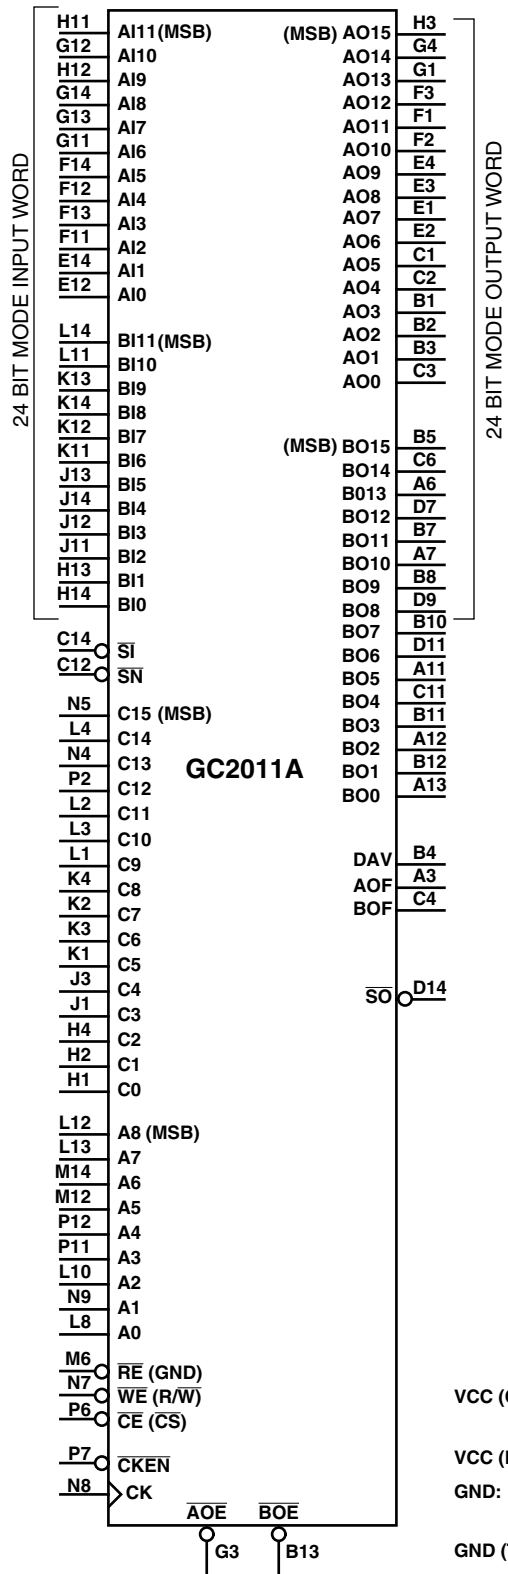 24 BIT MODE INPUT WORD
H11 AI11(MSB)
G12 AI10
H12 AI9
G14 AI8
G13 AI7
G11 AI6
F14 AI5
F12 AI4
F13 AI3
F11 AI2
E14 AI1
E12 AI0
L14 BI11(MSB)
L11 BI10
K13 BI9
K14 BI8
K12 BI7
K11 BI6
J13 BI5
J14 BI4
J12 BI3
J11 BI2
H13 BI1
H14 BI0
C14 SI
C12 SN
N5 C15 (MSB)
L4 C14
N4 C13
P2 C12
L2 C11
L3 C10
L1 C9
K4 C8
K2 C7
K3 C6
K1 C5
J3 C4
J1 C3
H4 C2
H2 C1
H1 C0
L12 A8 (MSB)
L13 A7
M14 A6
M12 A5
P12 A4
P11 A3
L10 A2
N9 A1
L8 A0
M6 RE (GND)
N7 WE (R/W)
P6 CE (CS)
P7 CKEN
N8 CK
GC2011A
(MSB) AO15 H3
AO14 G4
AO13 G1
AO12 F3
AO11 F1
AO10 F2
AO9 E4
AO8 E3
AO7 E1
AO6 E2
AO5 C1
AO4 C2
AO3 B1
AO2 B2
AO1 B3
AO0 C3
(MSB) BO15 B5
BO14 C6
B013 A6
BO12 D7
BO11 B7
BO10 A7
BO9 B8
BO8 D9
BO7 B10
BO6 D11
BO5 A11
BO4 C11
BO3 B11
BO2 A12
BO1 B12
BO0 A13
24 BIT MODE OUTPUT WORD
DAV B4
AOF A3
BOF C4
SO D14
AOE BOE
G3 B13
VCC (
VCC (
GND:
GND (